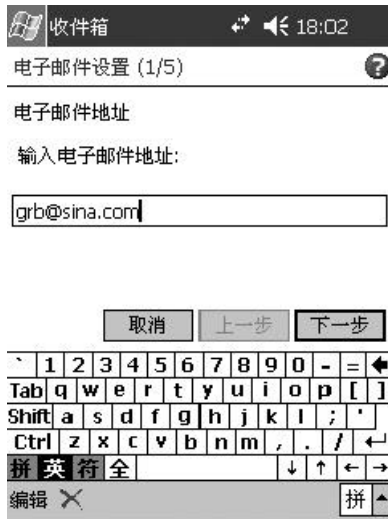 收件箱 18:02
电子邮件设置 (1/5) ?
电子邮件地址
输入电子邮件地址:
grb@sina.com
取消 上一步 下一步
` 1 2 3 4 5 6 7 8 9 0 - = ←
Tab q w e r t y u i o p [ ]
Shift a s d f g h j k l ; '
Ctrl z x c v b n m , . / ↵
拼 英 符 全 ↓ ↑ ← →
编辑 拼